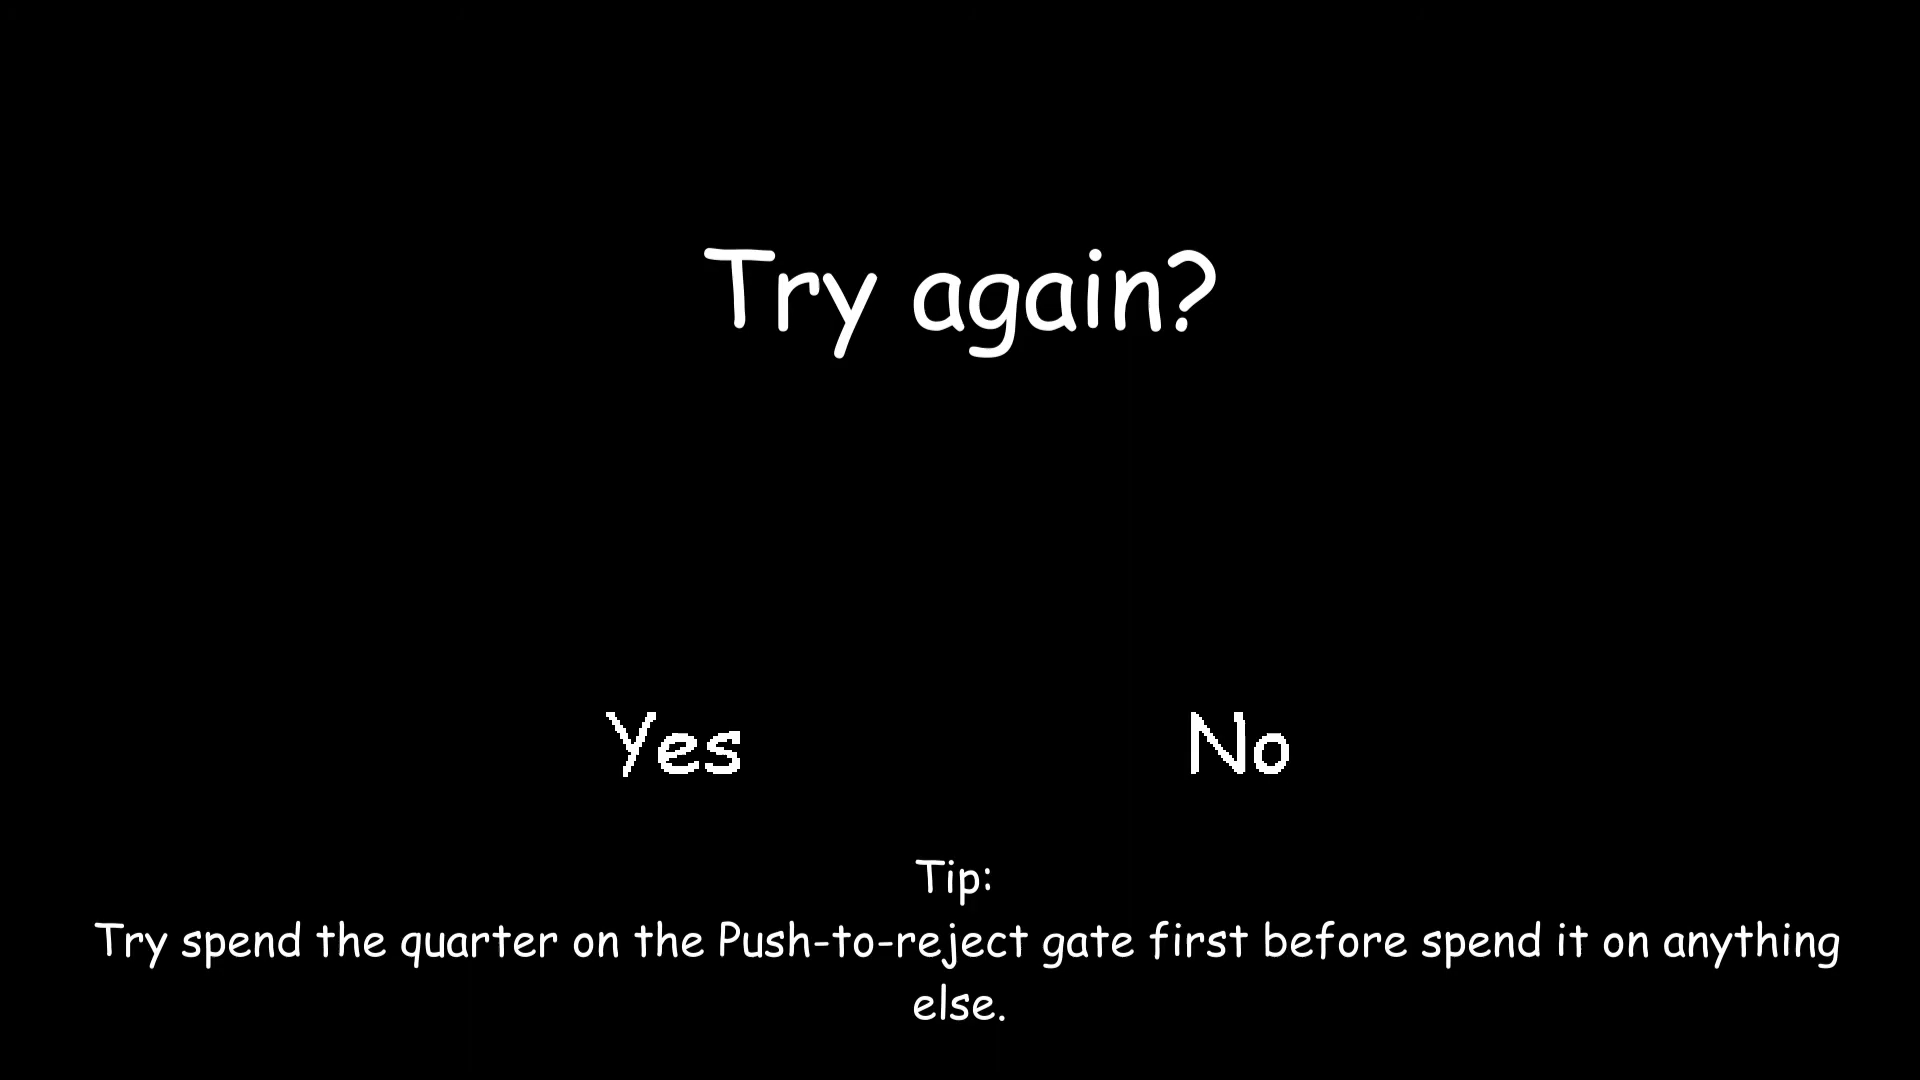 Try again?
Yes No
Tip:
Try spend the quarter on the Push-to-reject gate first before spend it on anything
else.